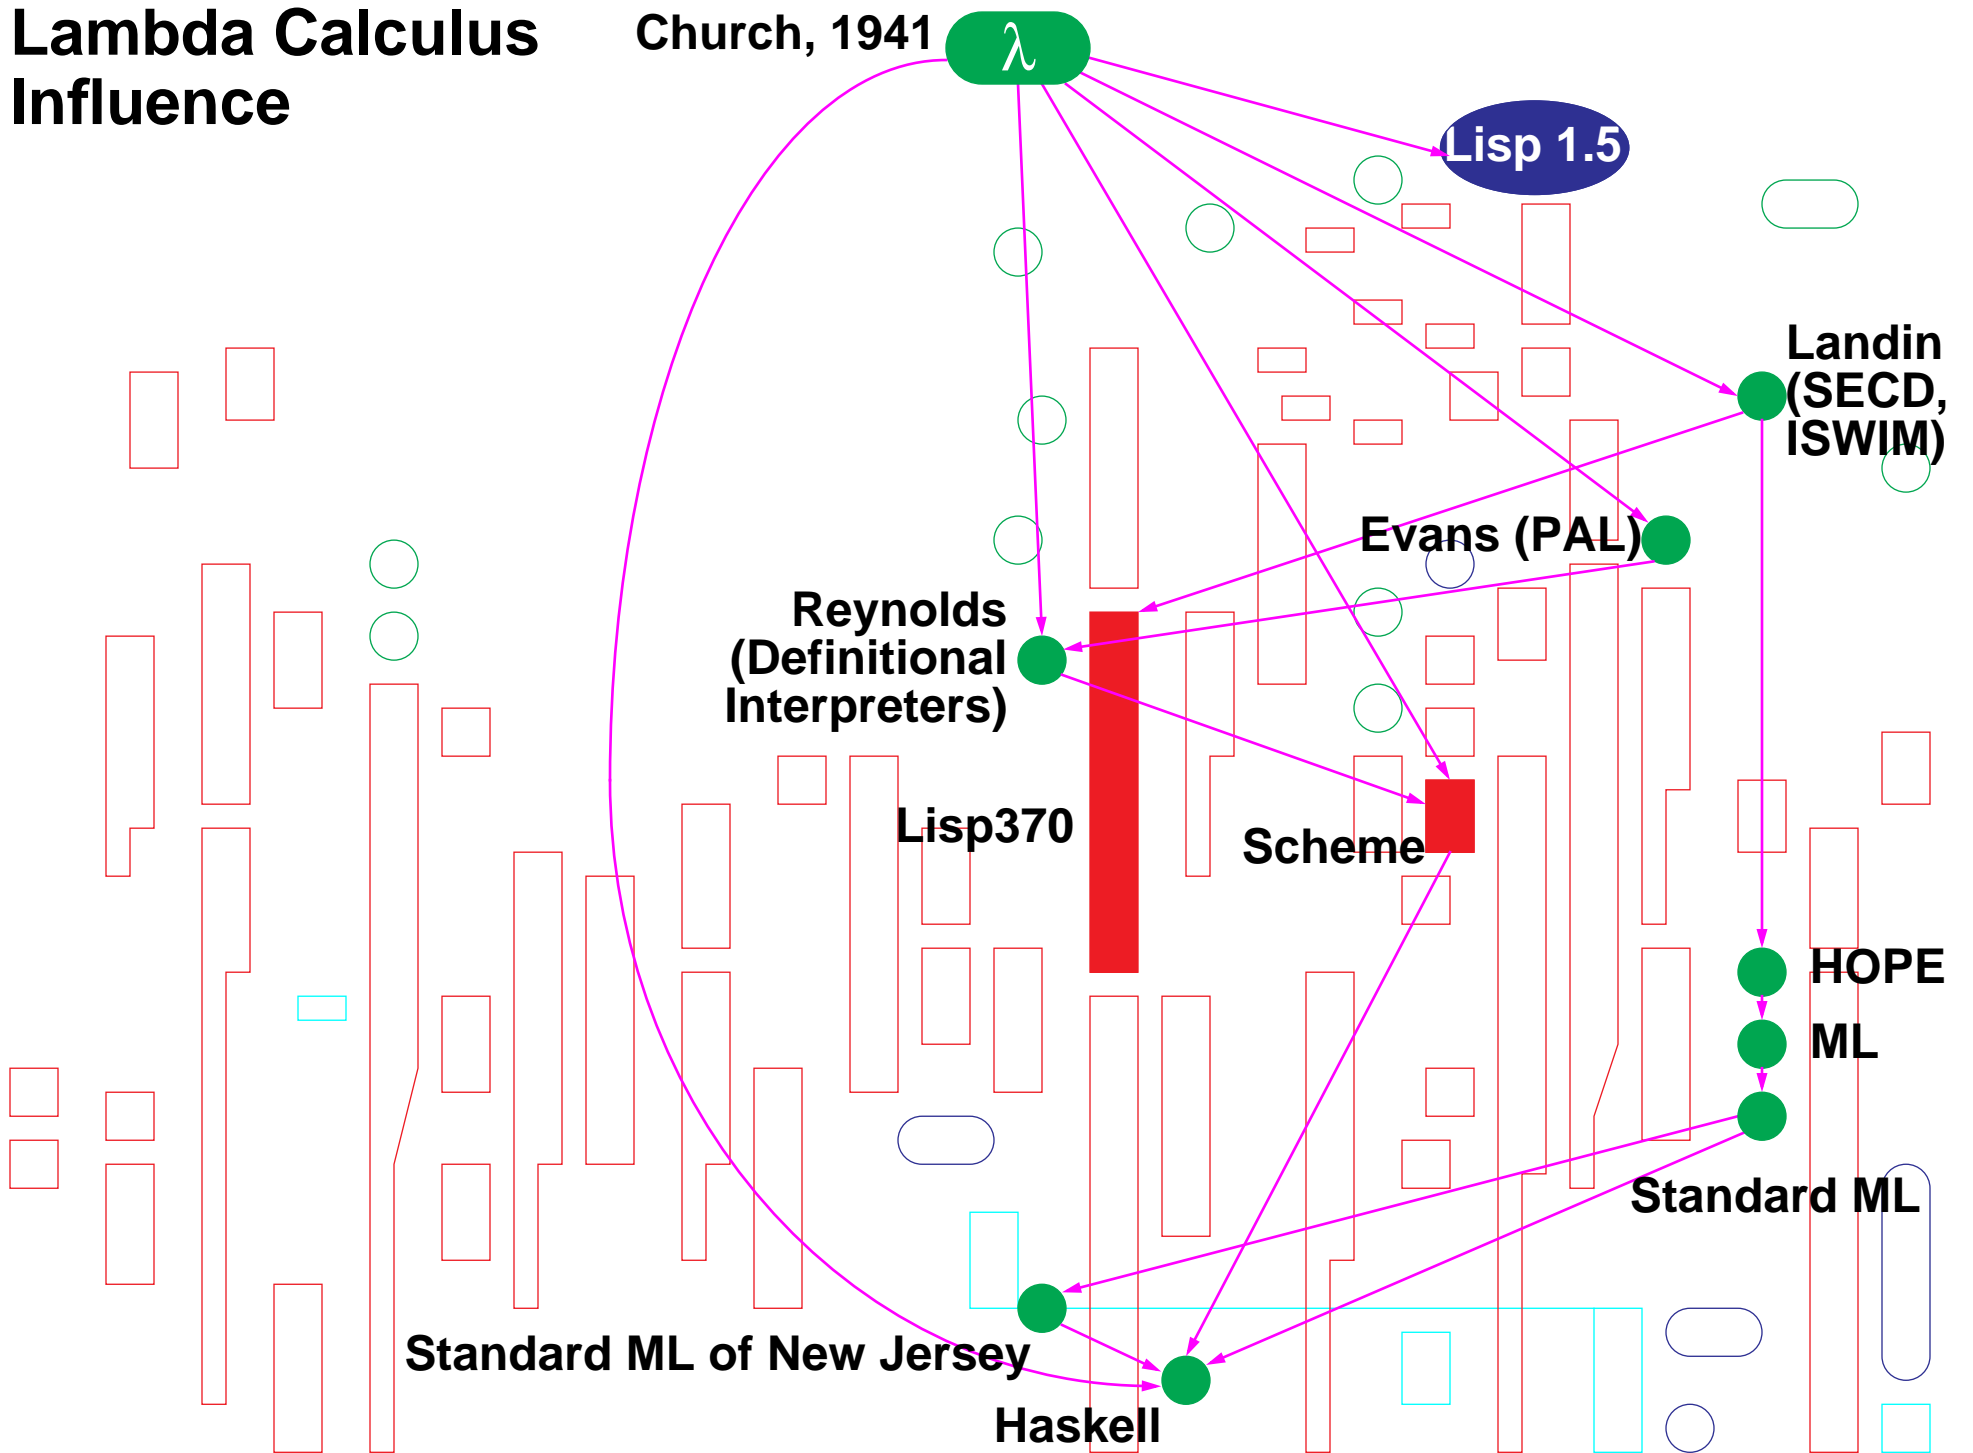 Lambda Calculus
Influence
Church, 1941
λ
Lisp 1.5
Landin
(SECD,
ISWIM)
Evans (PAL)
Reynolds
(Definitional
Interpreters)
Lisp370
Scheme
HOPE
ML
Standard ML
Standard ML of New Jersey
Haskell